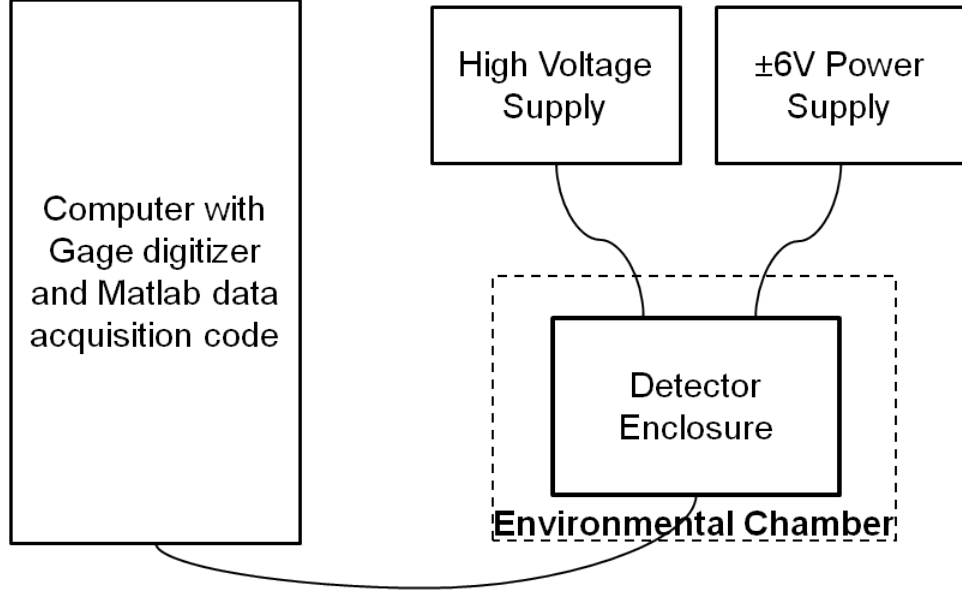 Computer with
Gage digitizer
and Matlab data
acquisition code
High Voltage
Supply
±6V Power
Supply
Detector
Enclosure
Environmental Chamber